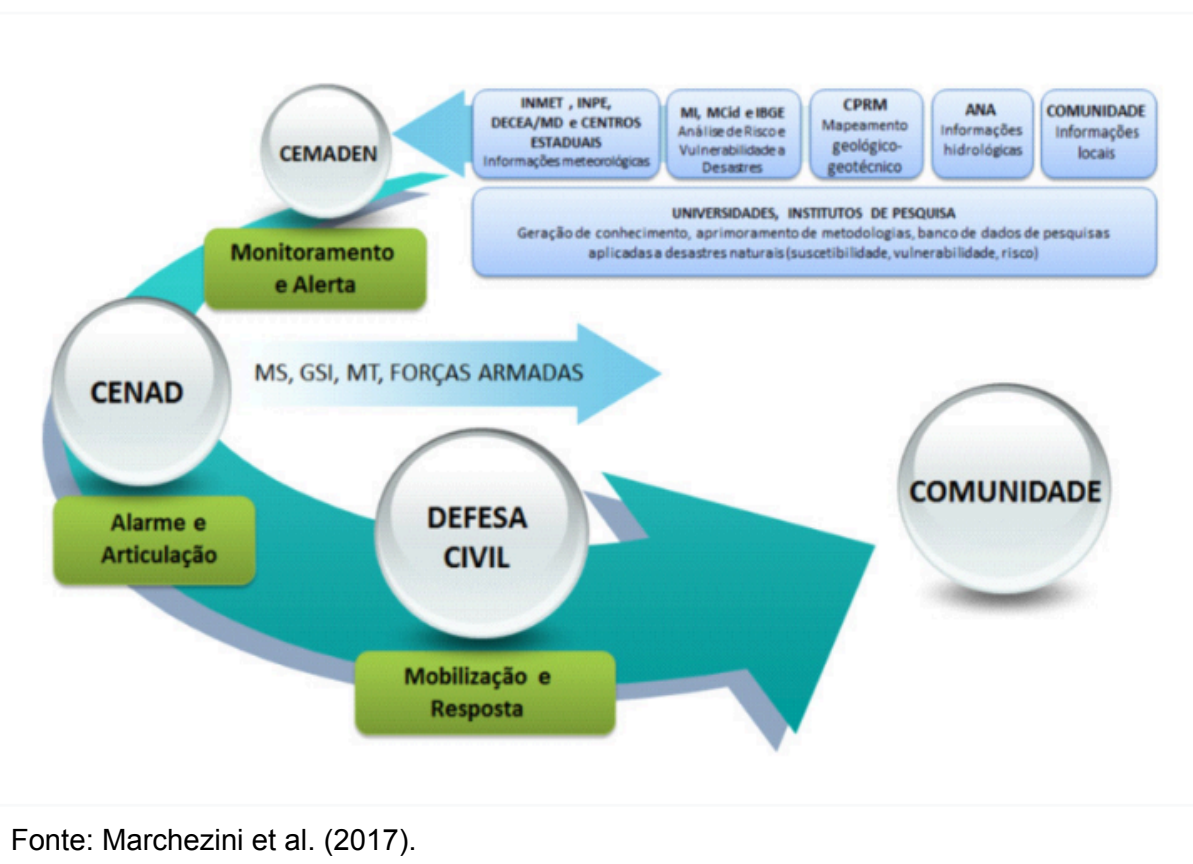 CEMADEN
INMET , INPE,
DECEA/MD e CENTROS
ESTADUAIS
Informações meteorológicas
MI, MCid e IBGE
Análise de Risco e
Vulnerabilidade a
Desastres
CPRM
Mapeamento
geológico-
geotécnico
ANA
Informações
hidrológicas
COMUNIDADE
Informações
locais
UNIVERSIDADES, INSTITUTOS DE PESQUISA
Geração de conhecimento, aprimoramento de metodologias, banco de dados de pesquisas
aplicadas a desastres naturais (suscetibilidade, vulnerabilidade, risco)
Monitoramento
e Alerta
CENAD
MS, GSI, MT, FORÇAS ARMADAS
Alarme e
Articulação
DEFESA
CIVIL
Mobilização e
Resposta
COMUNIDADE
Fonte: Marchezini et al. (2017).